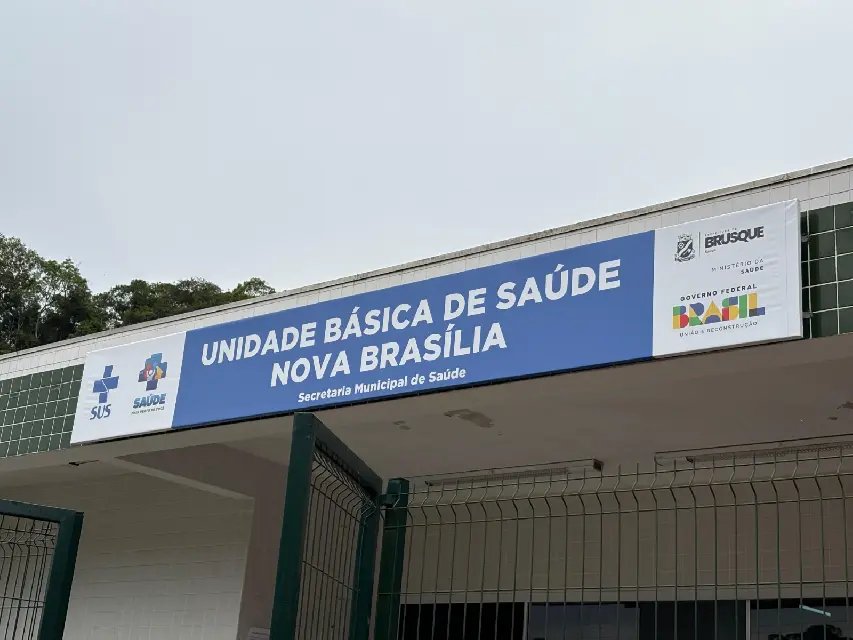 SUS
SAÚDE
UNIDADE BÁSICA DE SAÚDE
NOVA BRASÍLIA
Secretaria Municipal de Saúde
BRUSQUE
MINISTÉRIO DA
SAÚDE
GOVERNO FEDERAL
BRASIL
UNIÃO E RECONSTRUÇÃO